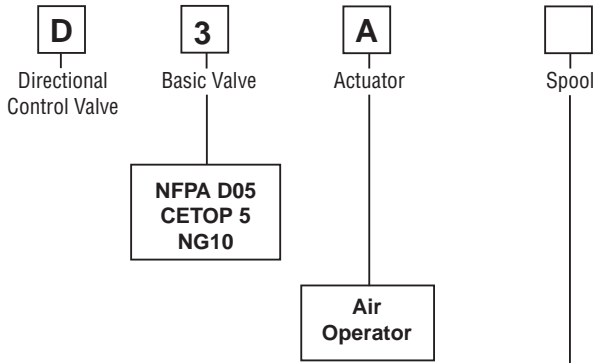 D 3 A
Directional Basic Valve Actuator Spool
Control Valve
NFPA D05
CETOP 5
NG10
Air
Operator